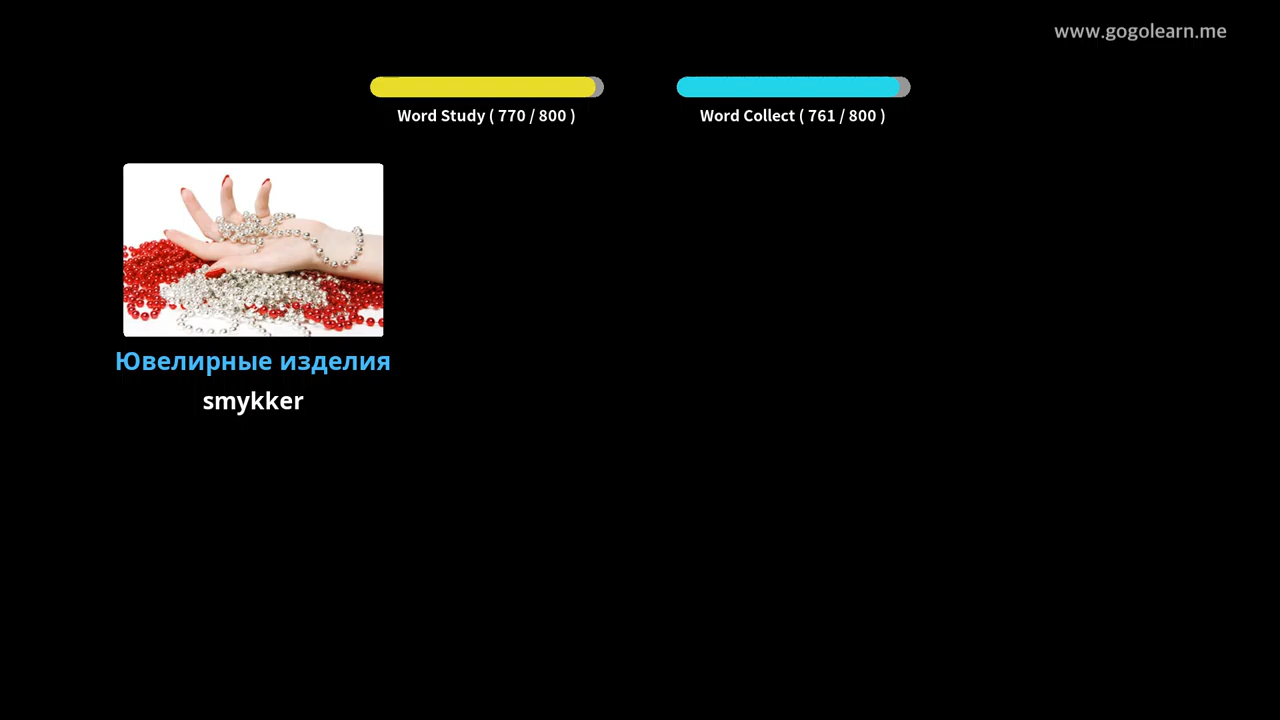 www.gogolearn.me
Word Study ( 770 / 800 )
Word Collect ( 761 / 800 )
Ювелирные изделия
smykker